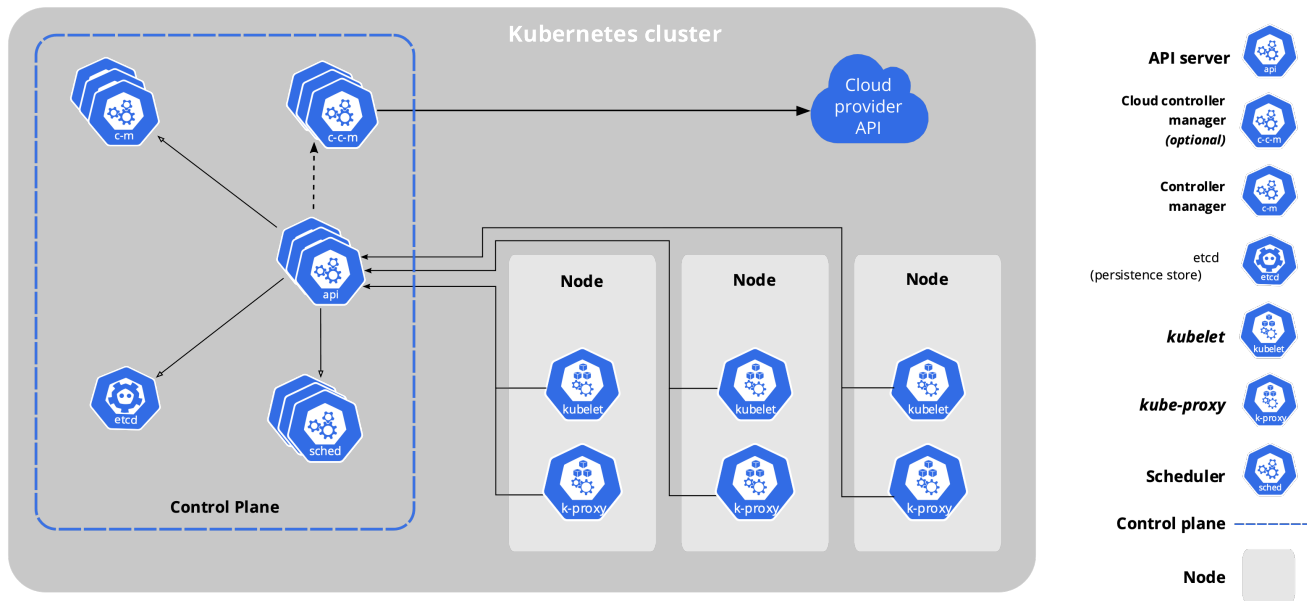 Kubernetes cluster
c-m
c-c-m
Cloud
provider
API
api
etcd
sched
Control Plane
Node
kubelet
k-proxy
Node
kubelet
k-proxy
Node
kubelet
k-proxy
API server
api
Cloud controller
manager
(optional)
c-c-m
Controller
manager
c-m
etcd
(persistence store)
etcd
kubelet
kubelet
kube-proxy
k-proxy
Scheduler
sched
Control plane
Node